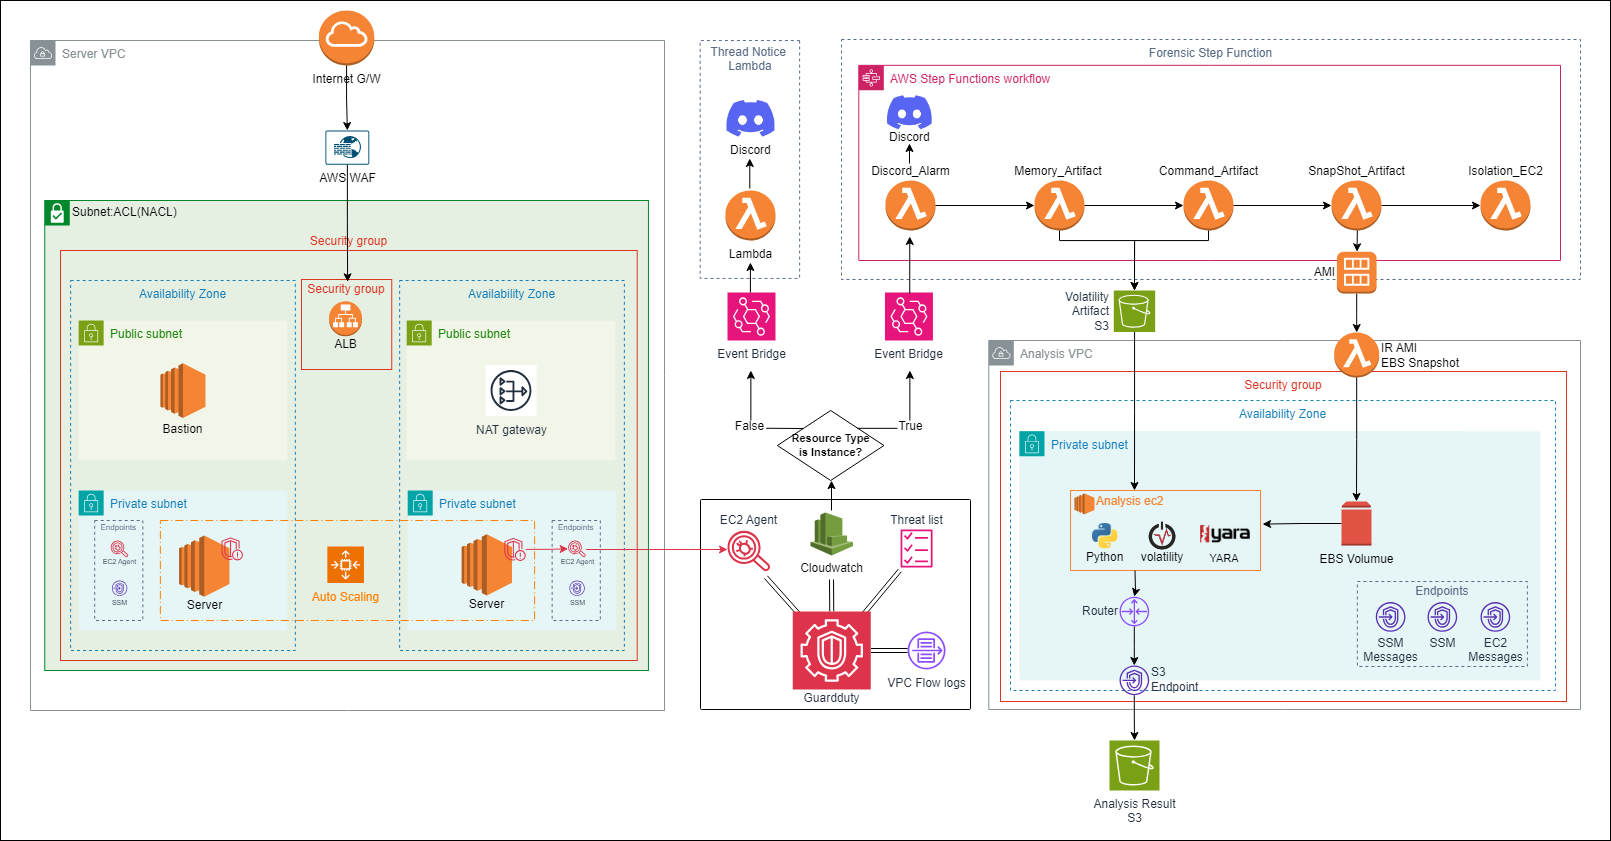 Server VPC
Internet G/W
AWS WAF
Subnet:ACL(NACL)
Security group
Availability Zone
Public subnet
Bastion
Security group
ALB
Availability Zone
Public subnet
NAT gateway
Private subnet
Endpoints
EC2 Agent
SSM
Server
Auto Scaling
Private subnet
Server
Endpoints
EC2 Agent
SSM
Thread Notice
Lambda
Discord
Lambda
Event Bridge
False
Resource Type
is Instance?
True
Event Bridge
EC2 Agent
Cloudwatch
Threat list
Guardduty
VPC Flow logs
Forensic Step Function
AWS Step Functions workflow
Discord
Discord_Alarm
Memory_Artifact
Command_Artifact
SnapShot_Artifact
Isolation_EC2
AMI
Volatility
Artifact
S3
IR AMI
EBS Snapshot
Analysis VPC
Security group
Availability Zone
Private subnet
Analysis ec2
Python
volatility
yara
YARA
EBS Volumue
Router
Endpoints
SSM
Messages
SSM
EC2
Messages
S3
Endpoint
Analysis Result
S3